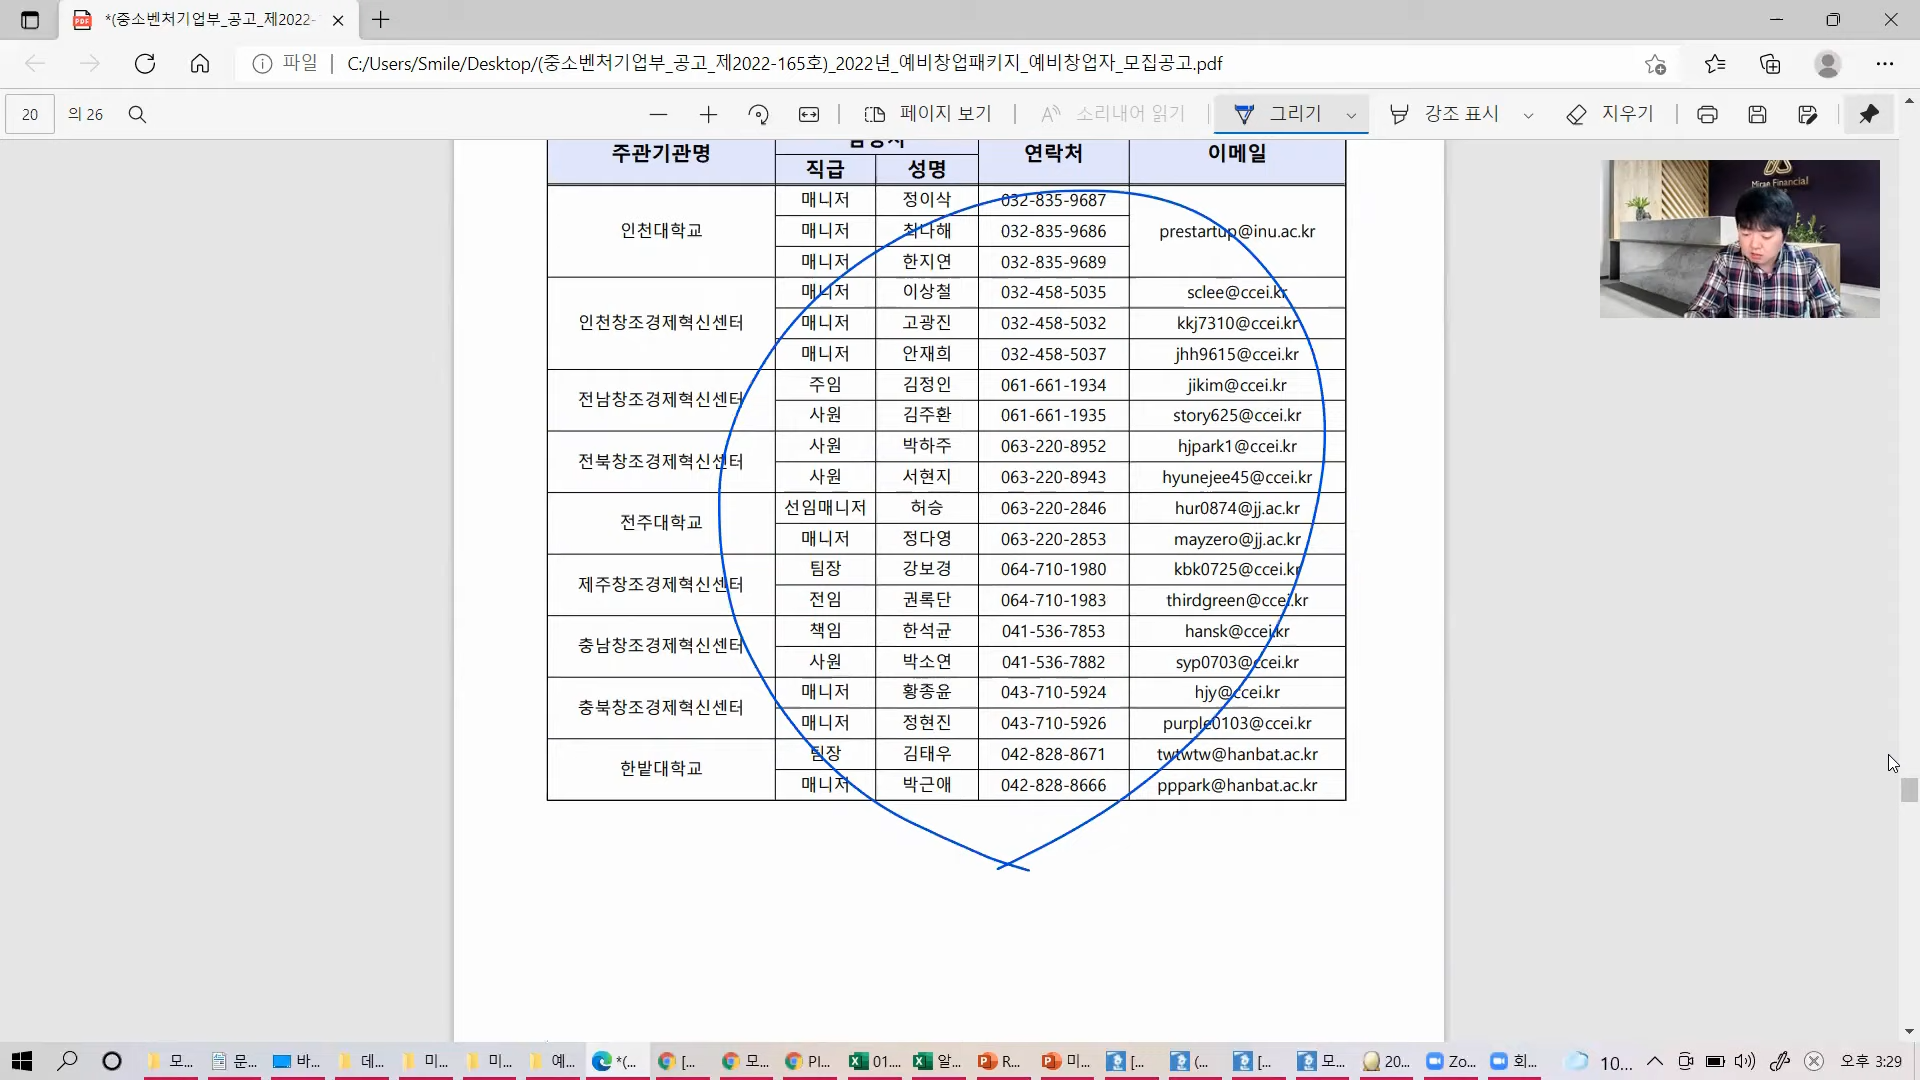 *(중소벤처기업부_공고_제2022-
파일
C:/Users/Smile/Desktop/(중소벤처기업부_공고_제2022-165호)_2022년_예비창업패키지_예비창업자_모집공고.pdf
20 의 26
페이지 보기
소리내어 읽기
그리기
강조 표시
지우기
주관기관명 연락처 이메일
직급 성명
인천대학교 매니저 정이삭 032-835-9687 prestartup@inu.ac.kr
매니저 최나해 032-835-9686
매니저 한지연 032-835-9689
인천창조경제혁신센터 매니저 이상철 032-458-5035 sclee@ccei.kr
매니저 고광진 032-458-5032 kkj7310@ccei.kr
매니저 안재희 032-458-5037 jhh9615@ccei.kr
전남창조경제혁신센터 주임 김정인 061-661-1934 jikim@ccei.kr
사원 김주환 061-661-1935 story625@ccei.kr
전북창조경제혁신센터 사원 박하주 063-220-8952 hjpark1@ccei.kr
사원 서현지 063-220-8943 hyunejee45@ccei.kr
전주대학교 선임매니저 허승 063-220-2846 hur0874@jj.ac.kr
매니저 정다영 063-220-2853 mayzero@jj.ac.kr
제주창조경제혁신센터 팀장 강보경 064-710-1980 kbk0725@ccei.kr
전임 권록단 064-710-1983 thirdgreen@ccei.kr
충남창조경제혁신센터 책임 한석균 041-536-7853 hansk@ccei.kr
사원 박소연 041-536-7882 syp0703@ccei.kr
충북창조경제혁신센터 매니저 황종윤 043-710-5924 hjy@ccei.kr
매니저 정현진 043-710-5926 purple0103@ccei.kr
한밭대학교 팀장 김태우 042-828-8671 twtwtw@hanbat.ac.kr
매니저 박근애 042-828-8666 pppark@hanbat.ac.kr
Mirae Financial
모... 문... 바... 데... 미... 미... 예... *(... [... 모... Pl... 01... 알... R... 미... [... (... [... 모... 20... Zo... 회... 10...
오후 3:29